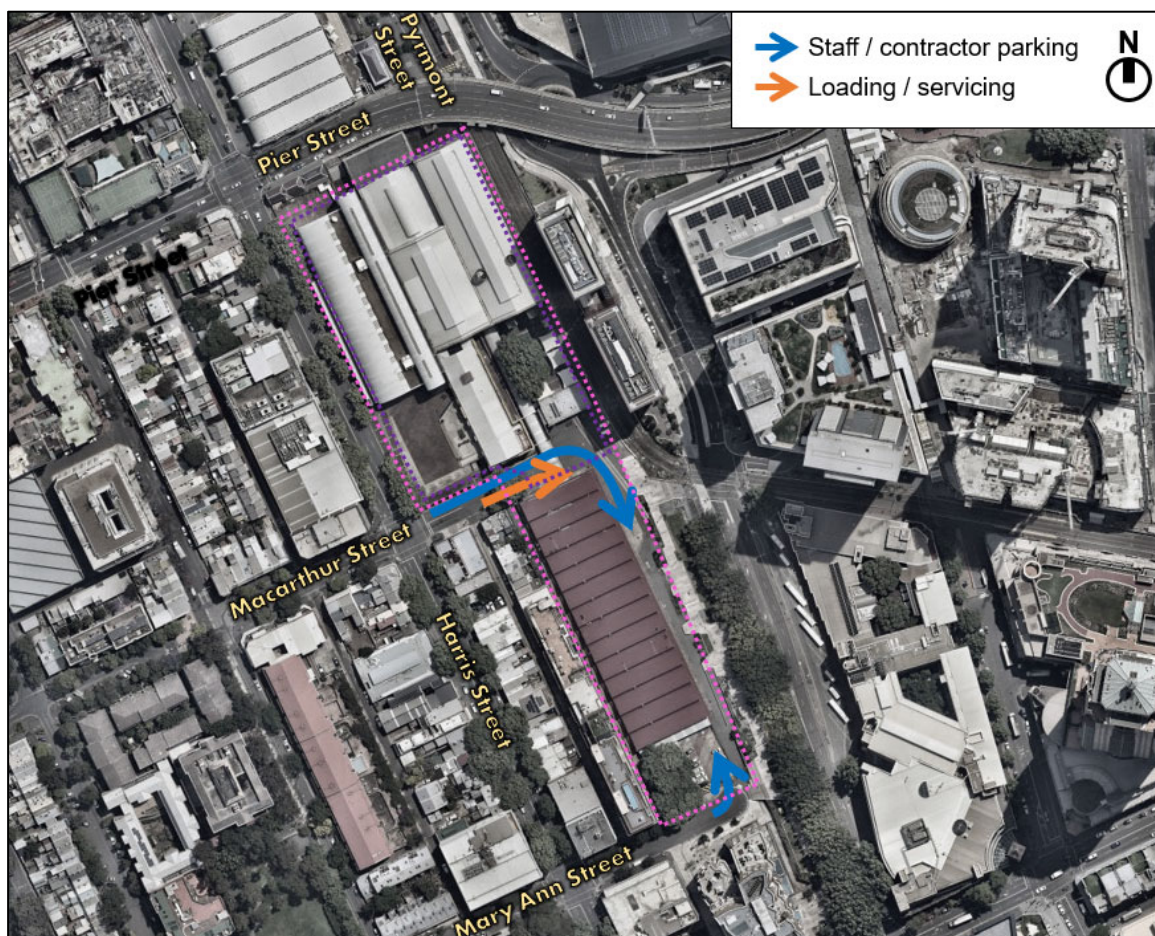 Staff / contractor parking
Loading / servicing
N
Pyrmont
Street
Pier Street
Pier Street
Macarthur Street
Harris Street
Mary Ann Street